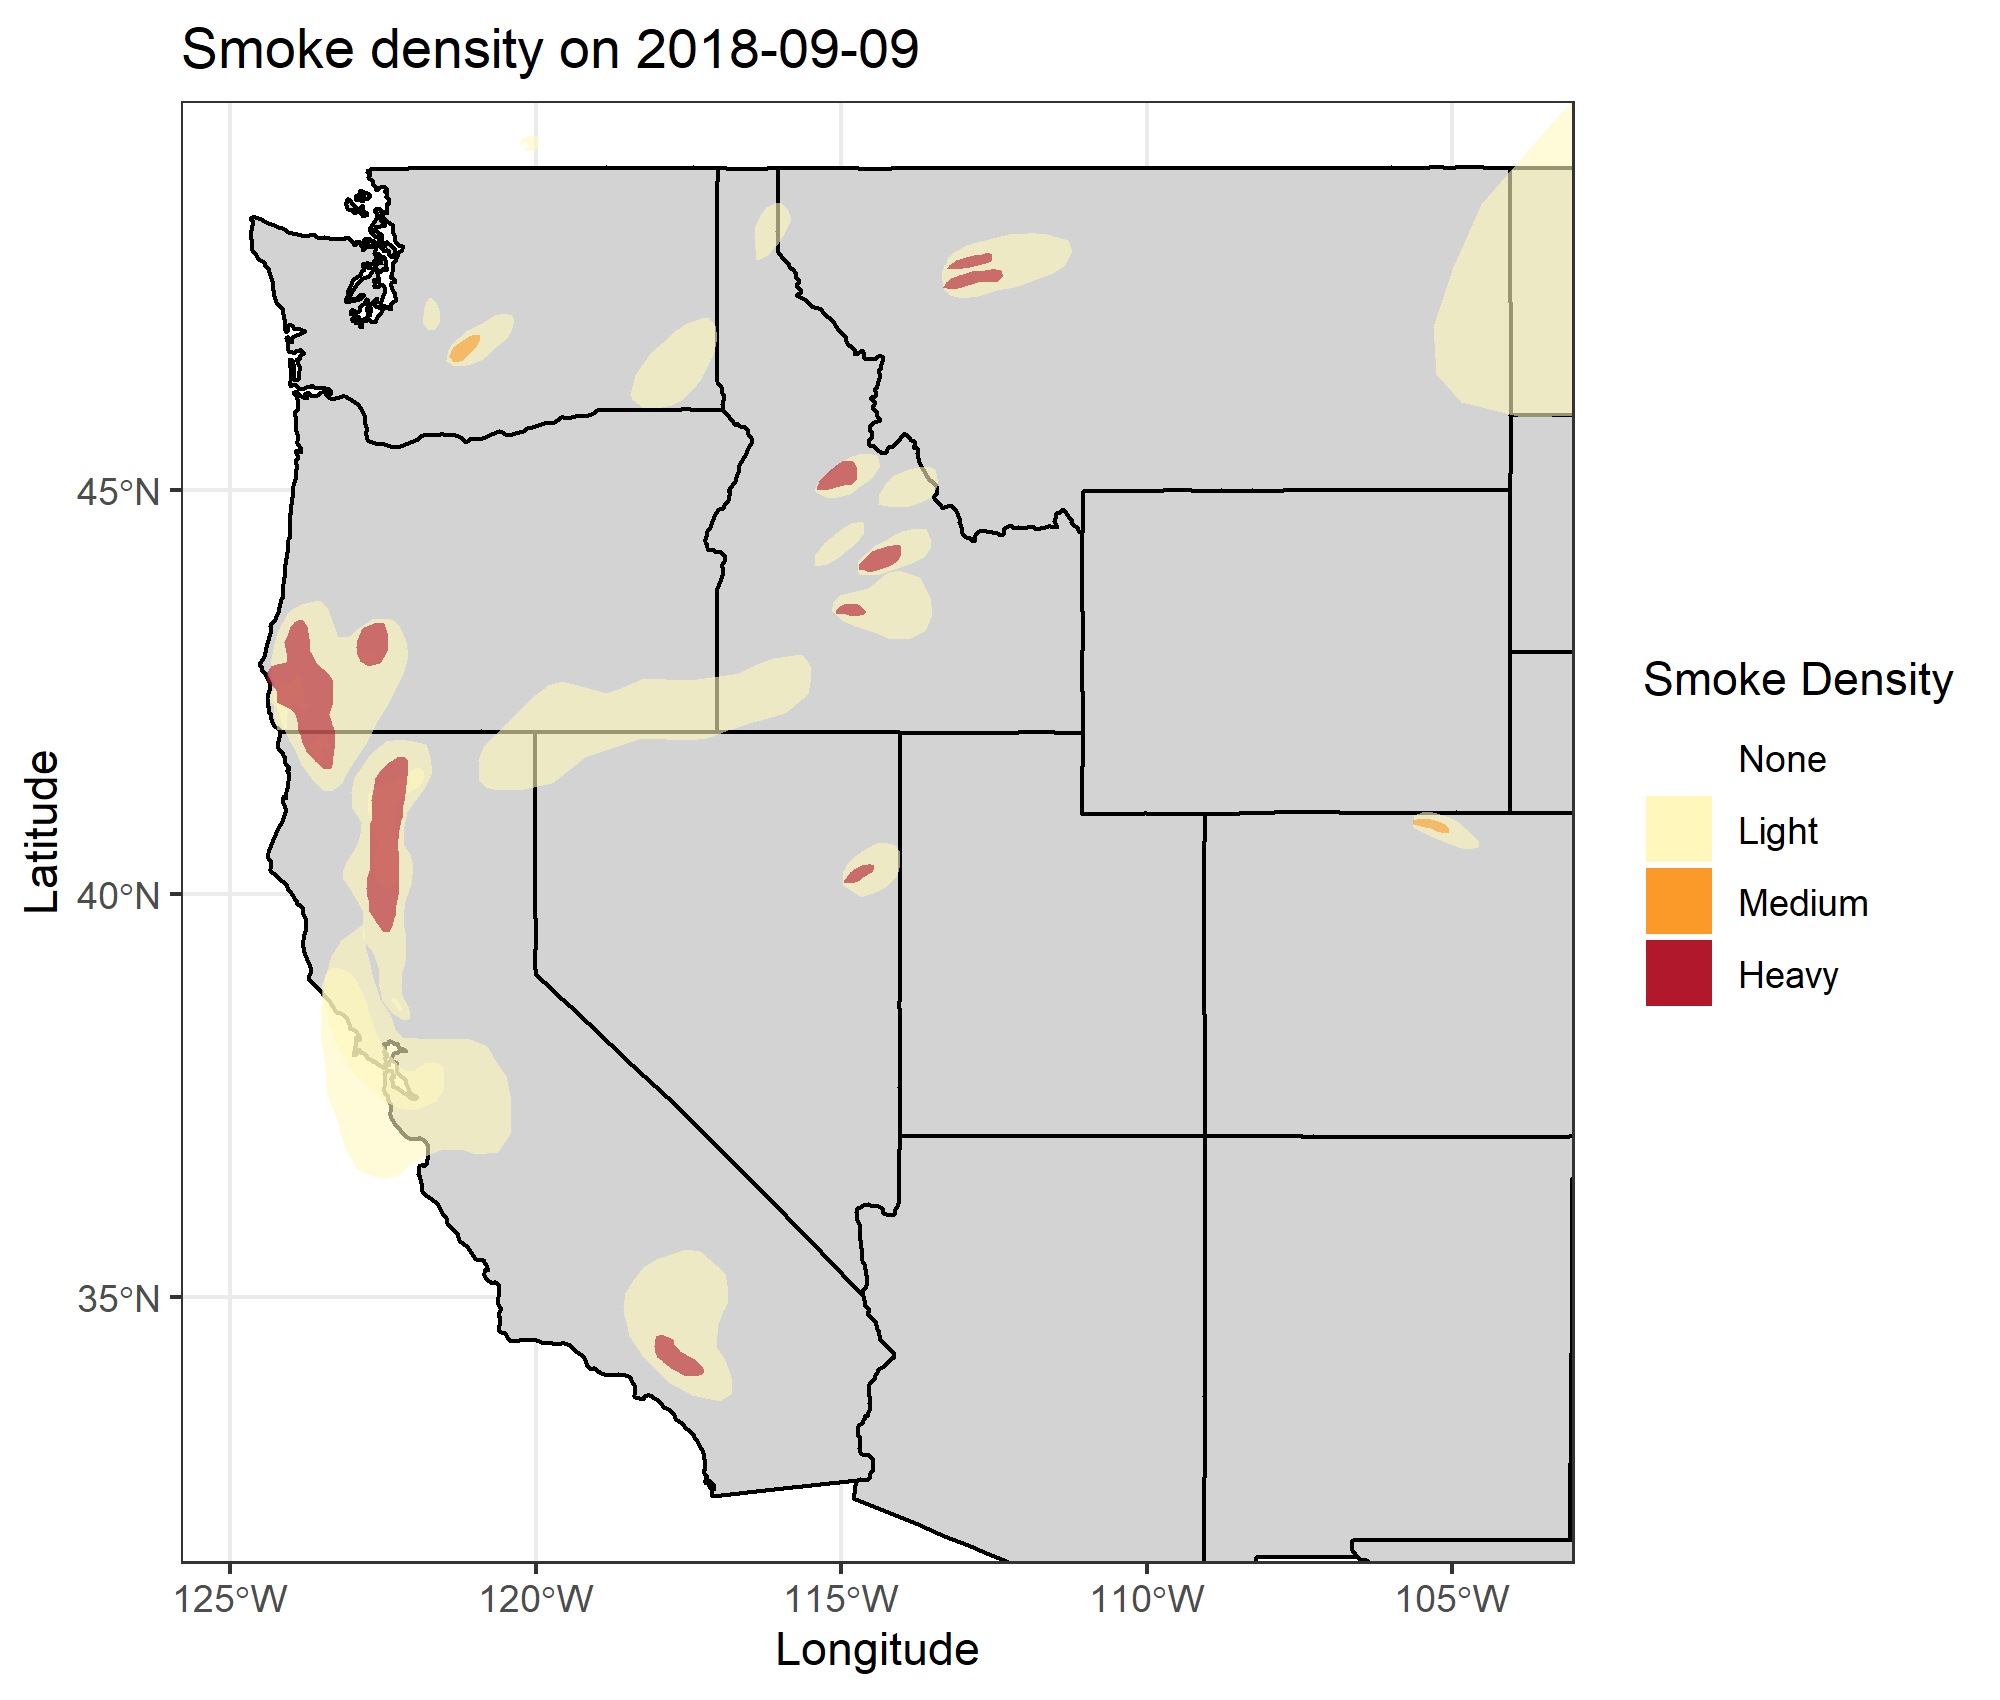 Smoke density on 2018-09-09
45°N
40°N
35°N
Latitude
125°W 120°W 115°W 110°W 105°W
Longitude
Smoke Density
None
Light
Medium
Heavy